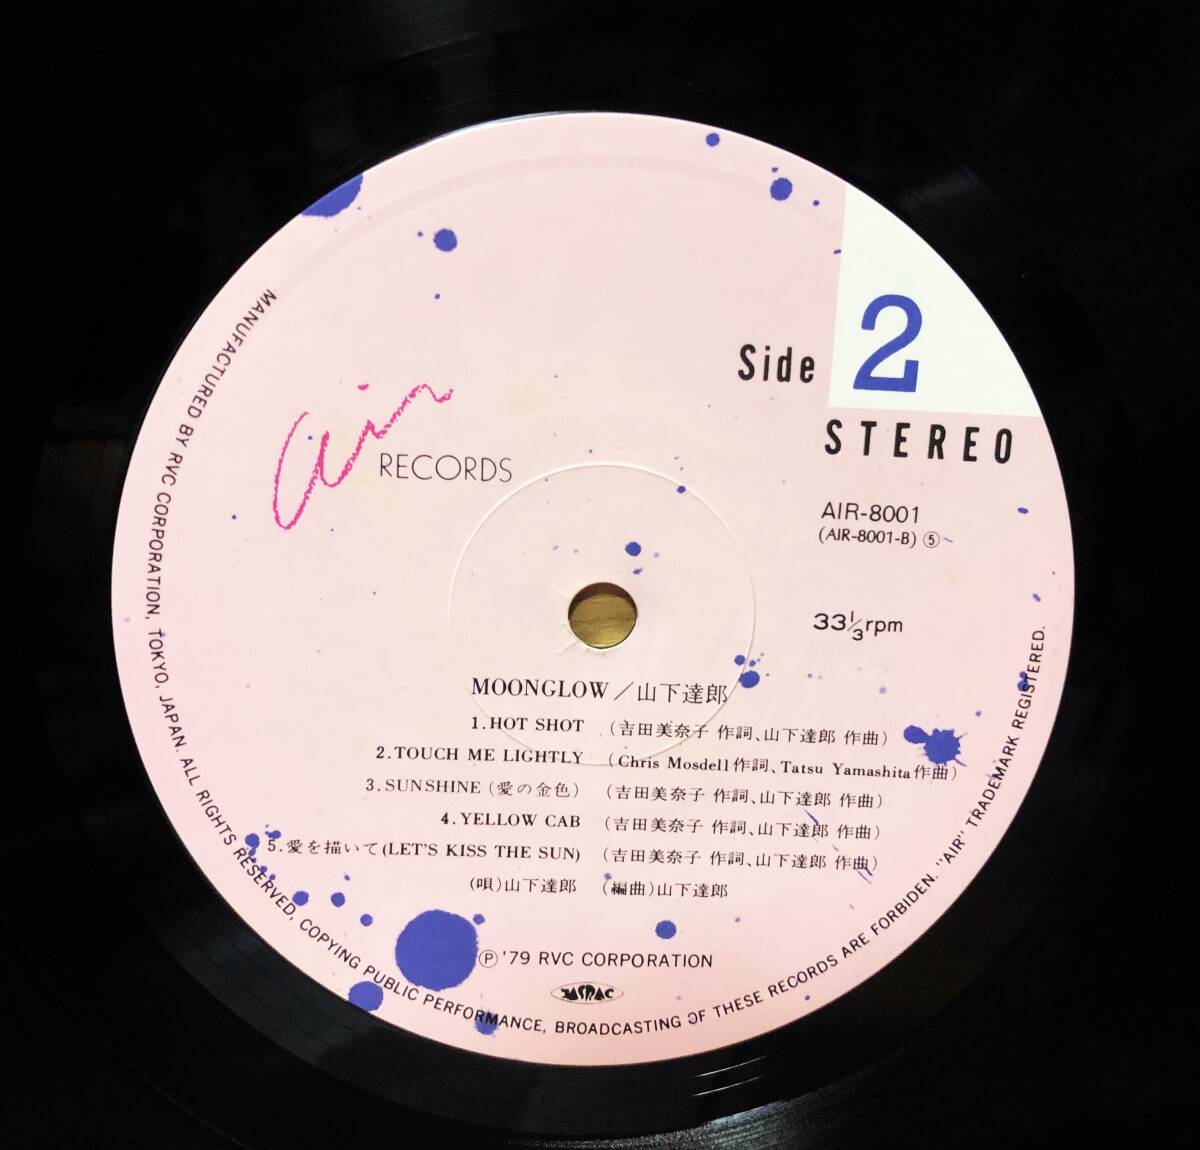 Side 2
STEREO
air
RECORDS
AIR-8001
(AIR-8001-B) ⑤
33⅓rpm
MOONGLOW/山下達郎
1.HOT SHOT (吉田美奈子 作詞、山下達郎 作曲)
2.TOUCH ME LIGHTLY (Chris Mosdell作詞、Tatsu Yamashita作曲)
3.SUNSHINE (愛の金色) (吉田美奈子 作詞、山下達郎 作曲)
4.YELLOW CAB (吉田美奈子 作詞、山下達郎 作曲)
5.愛を描いて(LET'S KISS THE SUN) (吉田美奈子 作詞、山下達郎 作曲)
(唄)山下達郎 (編曲)山下達郎
Ⓟ'79 RVC CORPORATION
MANUFACTURED BY RVC CORPORATION, TOKYO, JAPAN. ALL RIGHTS RESERVED, COPYING PUBLIC PERFORMANCE, BROADCASTING OF THESE RECORDS ARE FORBIDEN. "AIR" TRADEMARK REGISTERED.